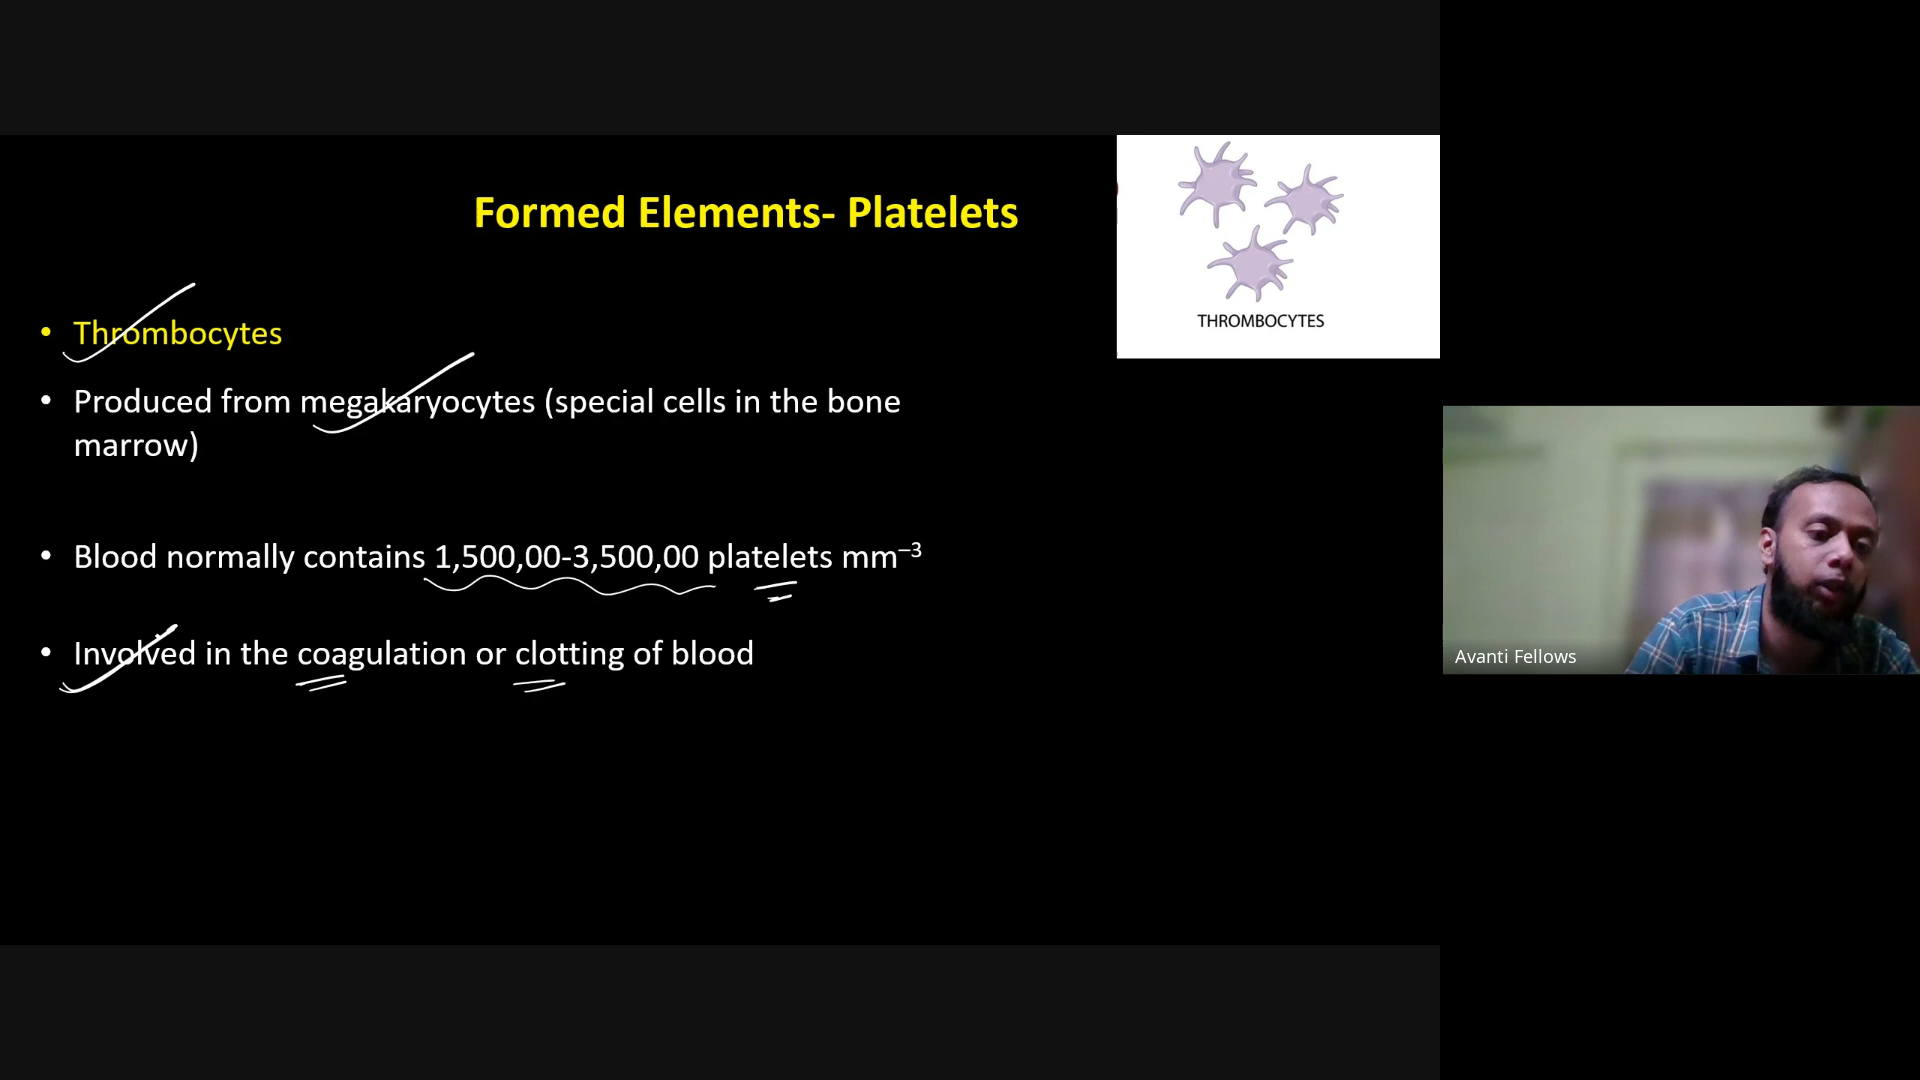 Formed Elements- Platelets
THROMBOCYTES
• Thrombocytes
• Produced from megakaryocytes (special cells in the bone
marrow)
• Blood normally contains 1,500,00-3,500,00 platelets mm⁻³
• Involved in the coagulation or clotting of blood
Avanti Fellows